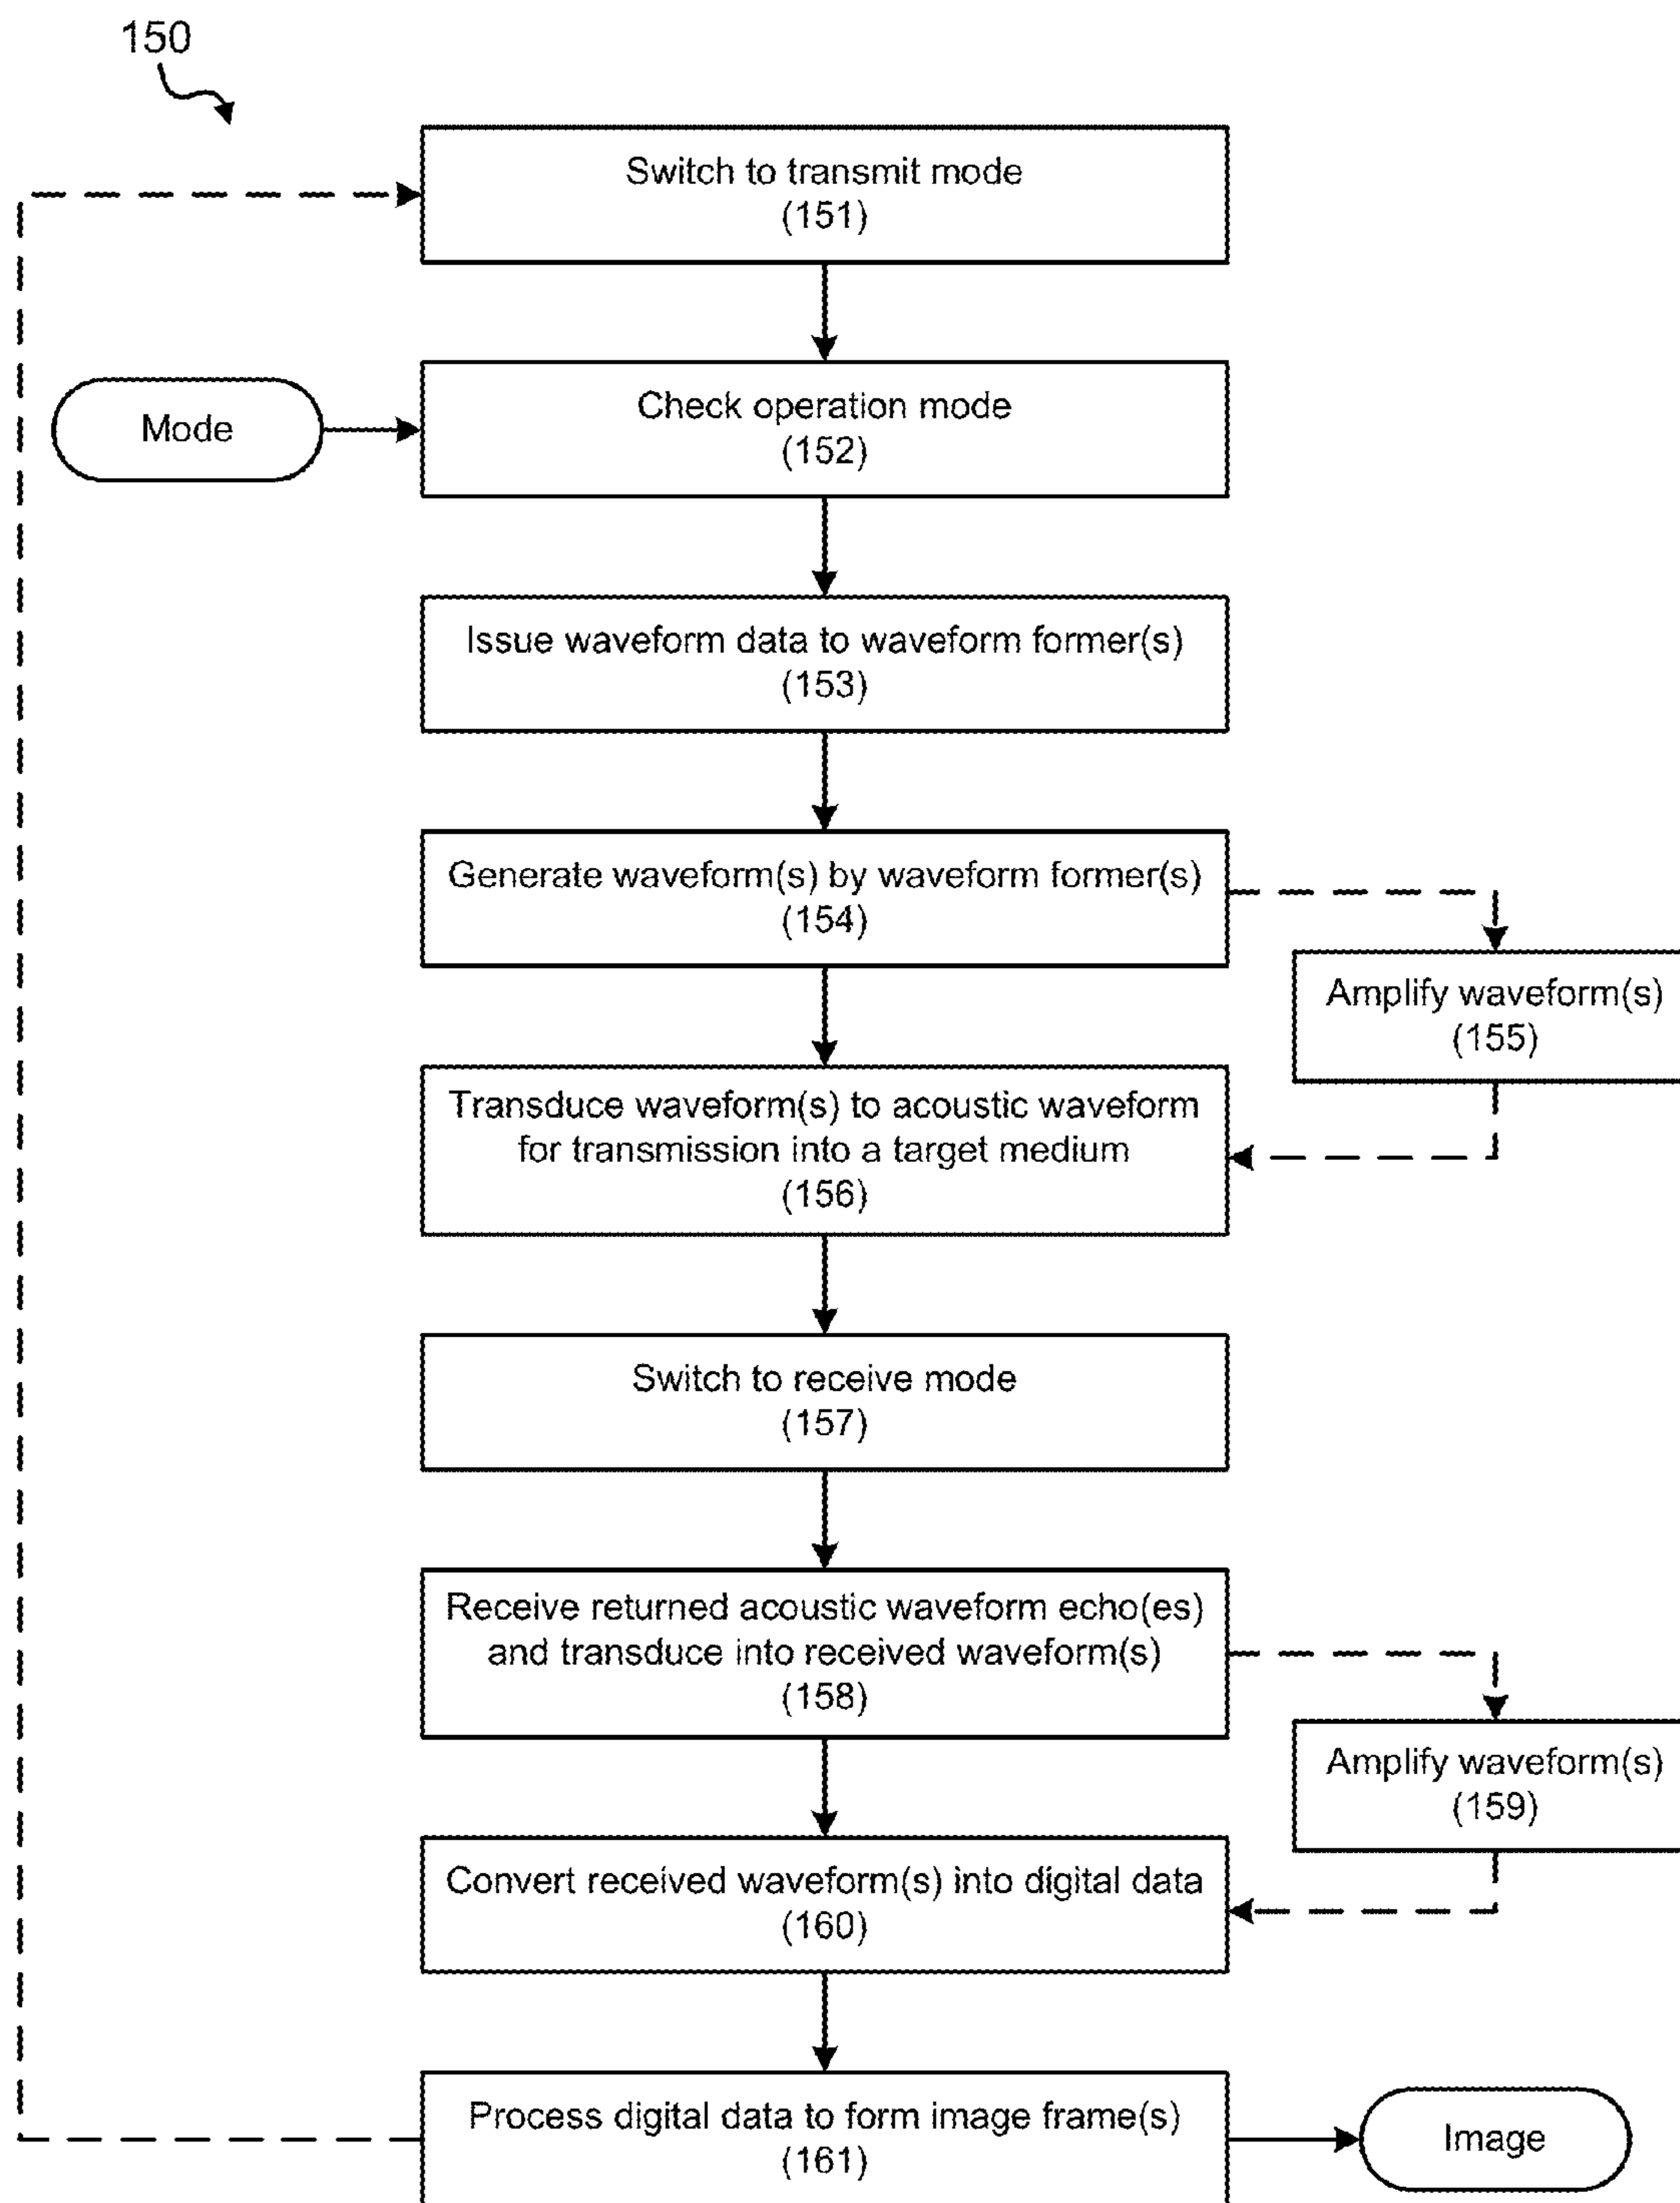 150
Switch to transmit mode
(151)
Mode
Check operation mode
(152)
Issue waveform data to waveform former(s)
(153)
Generate waveform(s) by waveform former(s)
(154)
Amplify waveform(s)
(155)
Transduce waveform(s) to acoustic waveform
for transmission into a target medium
(156)
Switch to receive mode
(157)
Receive returned acoustic waveform echo(es)
and transduce into received waveform(s)
(158)
Amplify waveform(s)
(159)
Convert received waveform(s) into digital data
(160)
Process digital data to form image frame(s)
(161)
Image